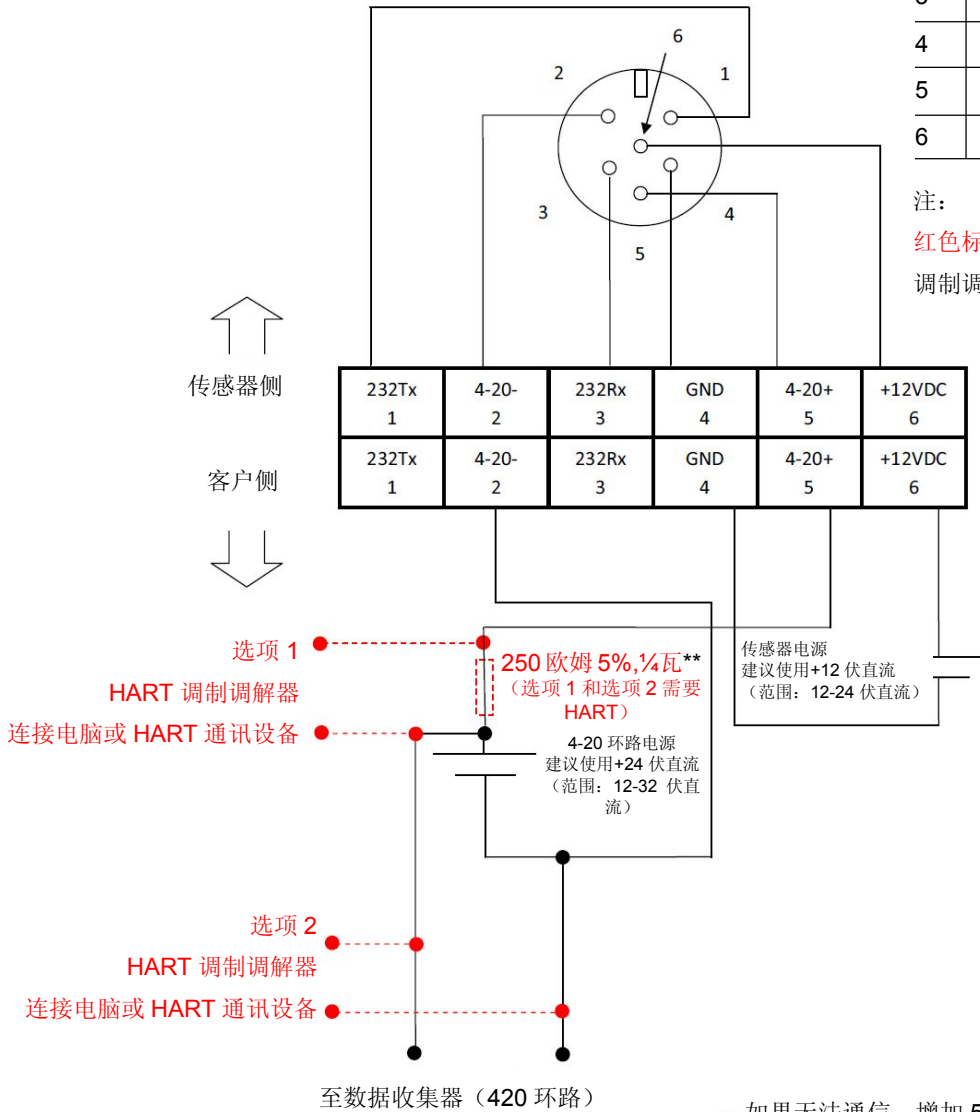 4
5
6
6
2
1
3
4
5
注：
红色标
调制调
传感器侧
232Tx 4-20- 232Rx GND 4-20+ +12VDC
1 2 3 4 5 6
客户侧
232Tx 4-20- 232Rx GND 4-20+ +12VDC
1 2 3 4 5 6
选项 1
HART 调制调解器
连接电脑或 HART 通讯设备
250 欧姆 5%,¼瓦**
（选项 1 和选项 2 需要
HART）
4-20 环路电源
建议使用+24 伏直流
（范围：12-32 伏直
流）
传感器电源
建议使用+12 伏直流
（范围：12-24 伏直流）
选项 2
HART 调制调解器
连接电脑或 HART 通讯设备
至数据收集器（420 环路）